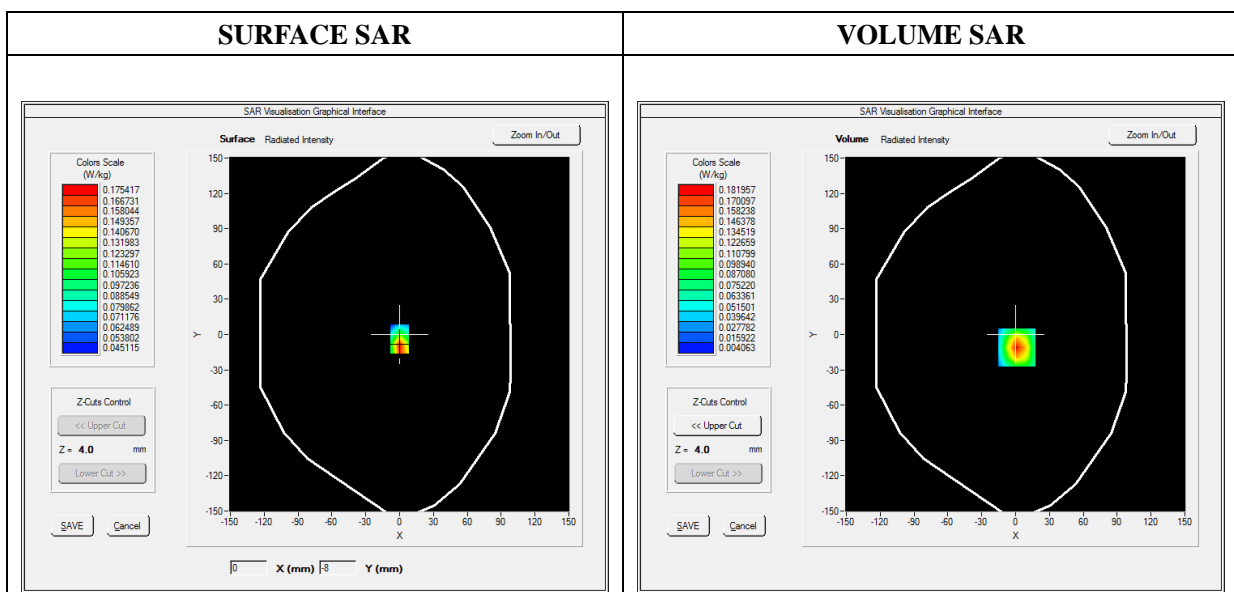 SURFACE SAR
VOLUME SAR
SAR Visualisation Graphical Interface
Surface Radiated Intensity
Zoom In/Out
Colors Scale
(W/kg)
0.175417
0.166731
0.158044
0.149357
0.140670
0.131983
0.123297
0.114610
0.105923
0.097236
0.088549
0.079862
0.071176
0.062489
0.053802
0.045115
Z-Cuts Control
<< Upper Cut
Z = 4.0 mm
Lower Cut >>
SAVE Cancel
150
120
90
60
30
0
-30
-60
-90
-120
-150
Y
-150 -120 -90 -60 -30 0 30 60 90 120 150
X
0 X (mm) -8 Y (mm)
SAR Visualisation Graphical Interface
Volume Radiated Intensity
Zoom In/Out
Colors Scale
(W/kg)
0.181957
0.170097
0.158238
0.146378
0.134519
0.122659
0.110799
0.098940
0.087080
0.075220
0.063361
0.051501
0.039642
0.027782
0.015922
0.004063
Z-Cuts Control
<< Upper Cut
Z = 4.0 mm
Lower Cut >>
SAVE Cancel
150
120
90
60
30
0
-30
-60
-90
-120
-150
Y
-150 -120 -90 -60 -30 0 30 60 90 120 150
X